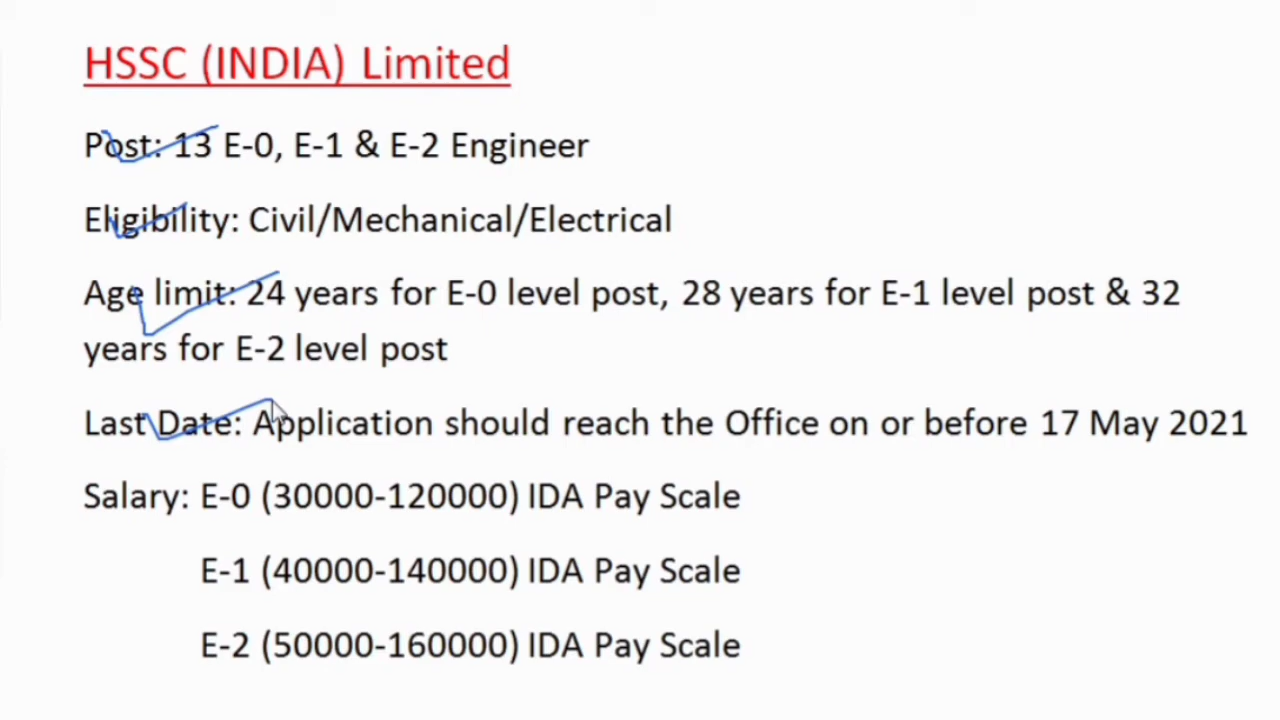 HSSC (INDIA) Limited
Post: 13 E-0, E-1 & E-2 Engineer
Eligibility: Civil/Mechanical/Electrical
Age limit: 24 years for E-0 level post, 28 years for E-1 level post & 32
years for E-2 level post
Last Date: Application should reach the Office on or before 17 May 2021
Salary: E-0 (30000-120000) IDA Pay Scale
E-1 (40000-140000) IDA Pay Scale
E-2 (50000-160000) IDA Pay Scale